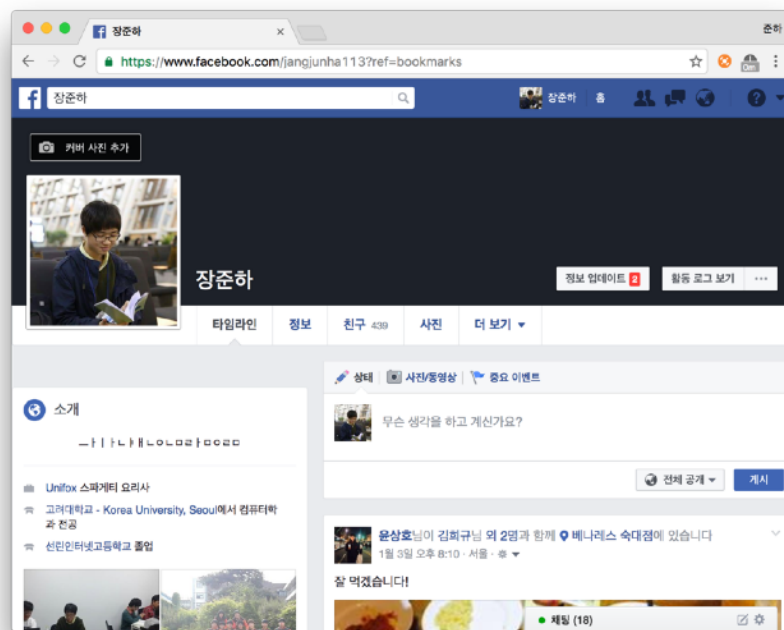 장준하
준하
https://www.facebook.com/jangjunha113?ref=bookmarks
장준하
장준하 홈
커버 사진 추가
장준하
정보 업데이트 2 활동 로그 보기
타임라인 정보 친구 439 사진 더 보기
상태 사진/동영상 중요 이벤트
소개
무슨 생각을 하고 계신가요?
전체 공개 게시
Unifox 스파게티 요리사
고려대학교 - Korea University, Seoul에서 컴퓨터학
과 전공
선린인터넷고등학교 졸업
윤상호님이 김희규님 외 2명과 함께 베나레스 숙대점에 있습니다
1월 3일 오후 8:10 · 서울 ·
잘 먹겠습니다!
채팅 (18)